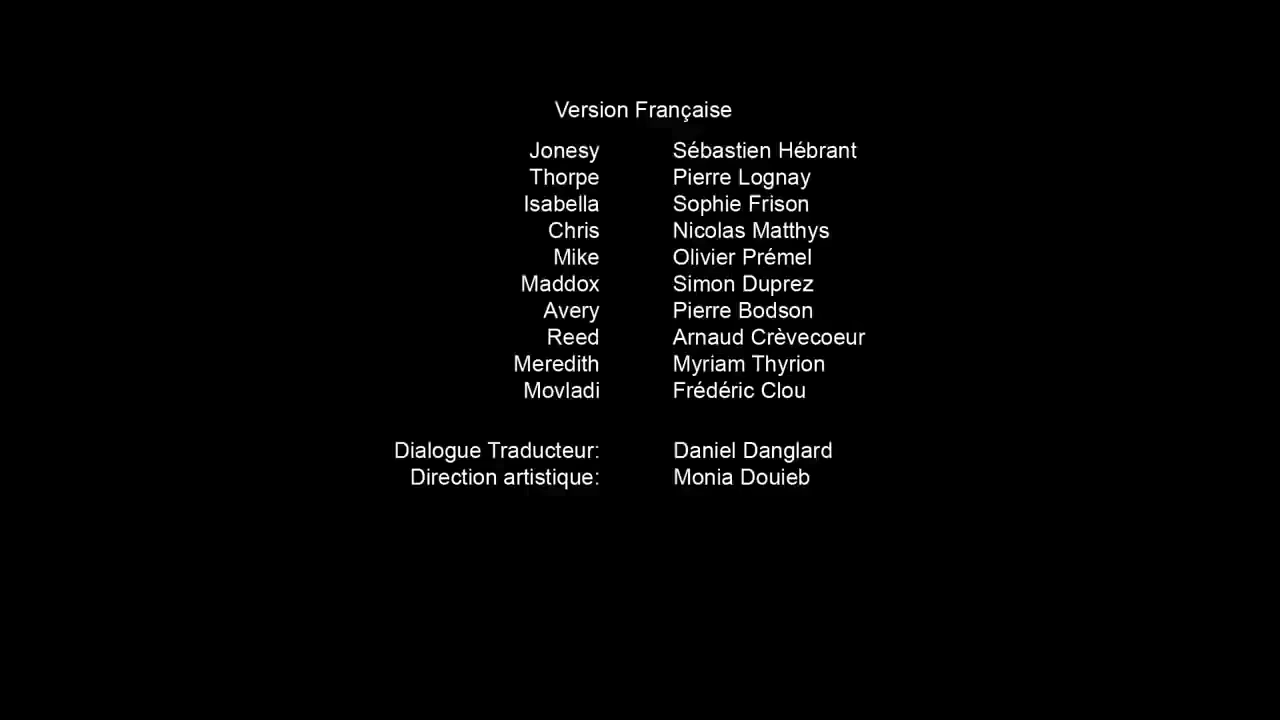 Version Française
Jonesy Sébastien Hébrant
Thorpe Pierre Lognay
Isabella Sophie Frison
Chris Nicolas Matthys
Mike Olivier Prémel
Maddox Simon Duprez
Avery Pierre Bodson
Reed Arnaud Crèvecoeur
Meredith Myriam Thyrion
Movladi Frédéric Clou
Dialogue Traducteur: Daniel Danglard
Direction artistique: Monia Douieb